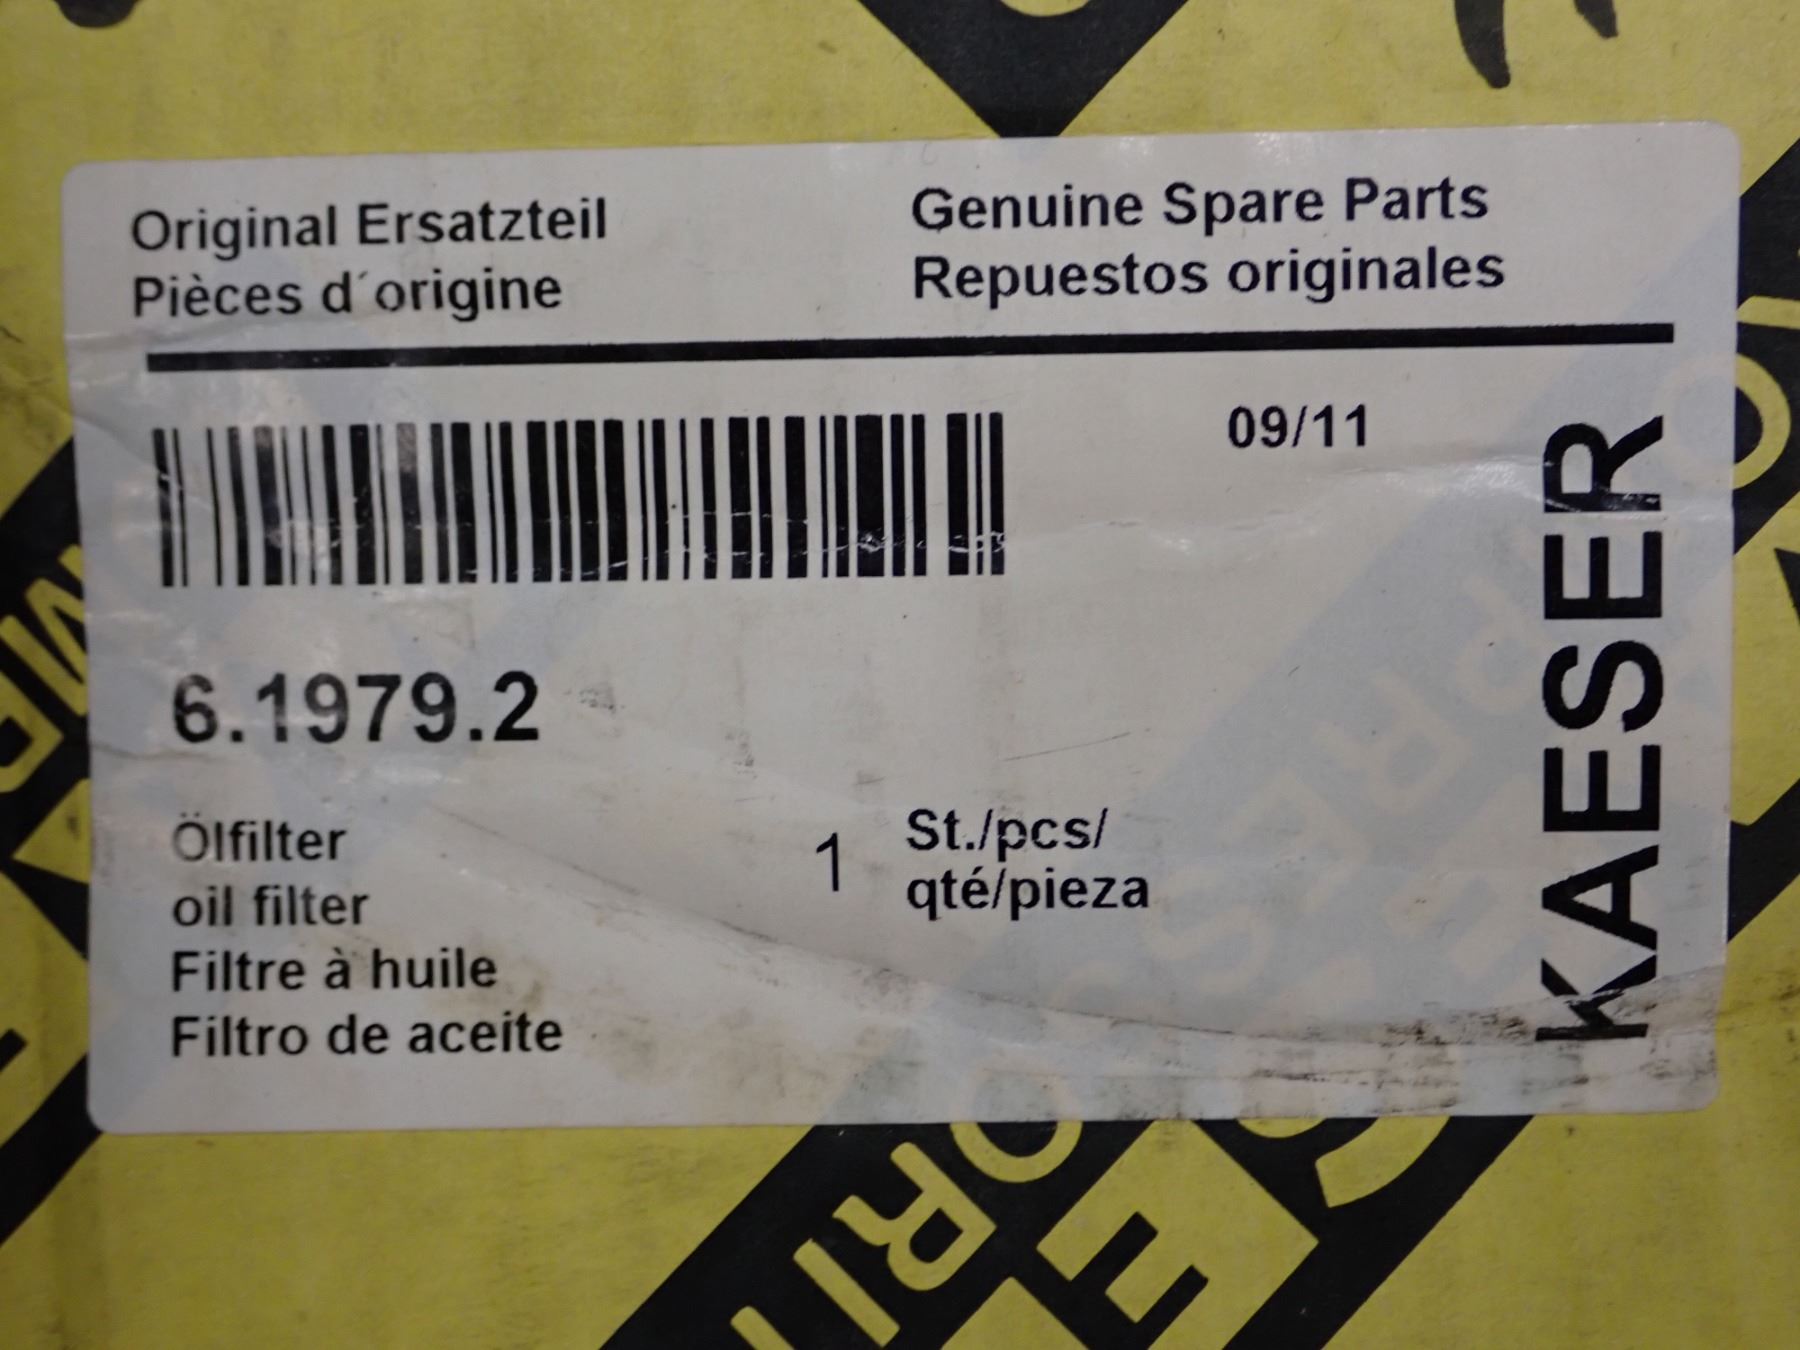 Original Ersatzteil
Pièces d´origine
Genuine Spare Parts
Repuestos originales
09/11
KAESER
6.1979.2
Ölfilter
oil filter
Filtre à huile
Filtro de aceite
1
St./pcs/
qté/pieza